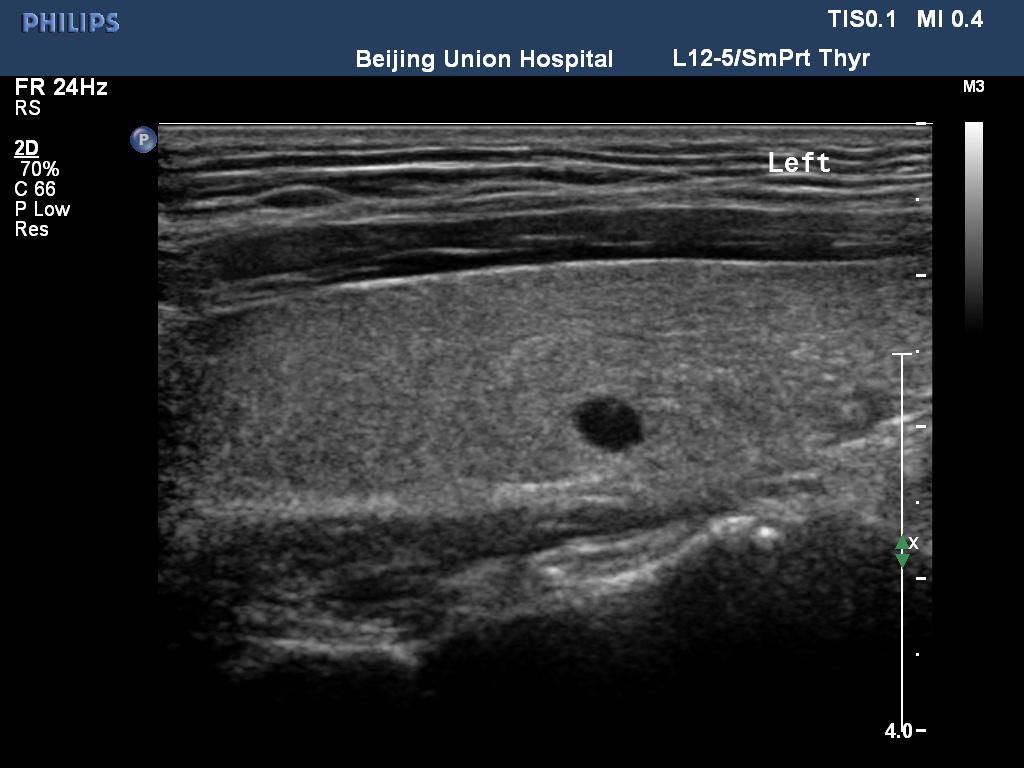 PHILIPS
TIS0.1 MI 0.4
Beijing Union Hospital L12-5/SmPrt Thyr
FR 24Hz
RS
M3
P
2D
70%
C 66
P Low
Res
Left
x
4.0